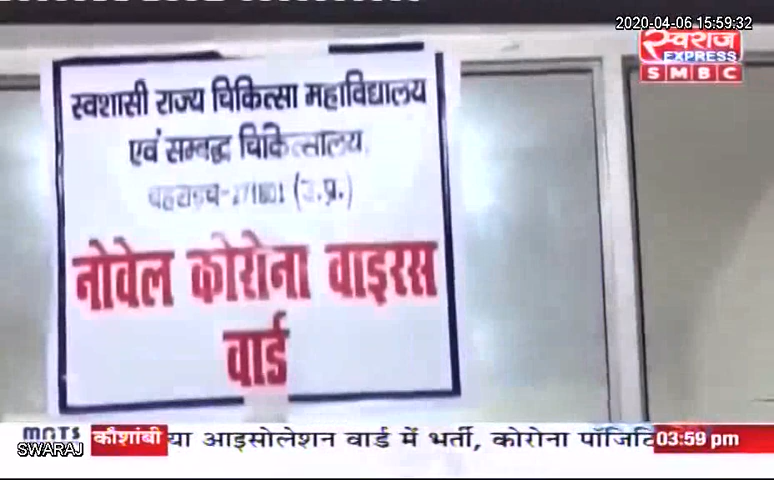 2020-04-06 15:59:32
स्वराज
EXPRESS
SMBC
स्वशासी राज्य चिकित्सा महाविद्यालय
एवं सम्बद्ध चिकित्सालय,
(उ.प्र.)
नोवेल कोरोना वाइरस
वार्ड
कौशांबी या आइसोलेशन वार्ड में भर्ती, कोरोना 03:59 pm
SWARAJ